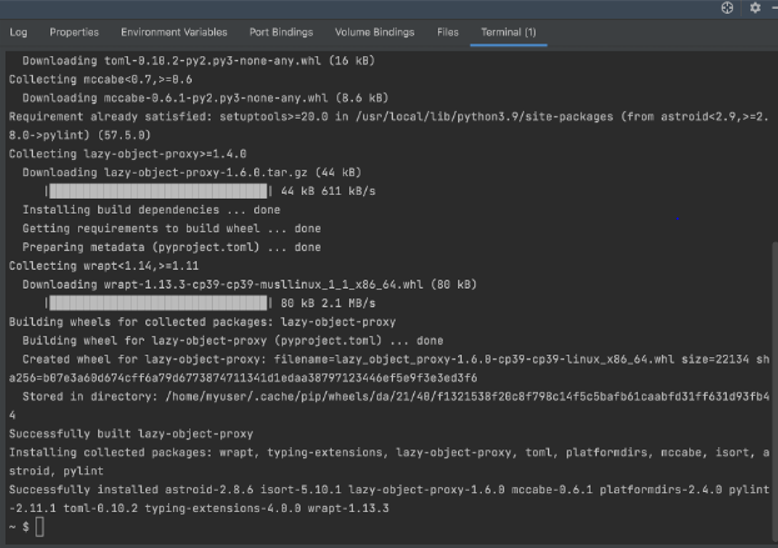 Log Properties Environment Variables Port Bindings Volume Bindings Files Terminal (1)
Downloading toml-0.10.2-py2.py3-none-any.whl (16 kB)
Collecting mccabe<0.7,>=0.6
Downloading mccabe-0.6.1-py2.py3-none-any.whl (8.6 kB)
Requirement already satisfied: setuptools>=20.0 in /usr/local/lib/python3.9/site-packages (from astroid<2.9,>=2.
8.0->pylint) (57.5.0)
Collecting lazy-object-proxy>=1.4.0
Downloading lazy-object-proxy-1.6.0.tar.gz (44 kB)
|████████████████████████████████| 44 kB 611 kB/s
Installing build dependencies ... done
Getting requirements to build wheel ... done
Preparing metadata (pyproject.toml) ... done
Collecting wrapt<1.14,>=1.11
Downloading wrapt-1.13.3-cp39-cp39-musllinux_1_1_x86_64.whl (80 kB)
|████████████████████████████████| 80 kB 2.1 MB/s
Building wheels for collected packages: lazy-object-proxy
Building wheel for lazy-object-proxy (pyproject.toml) ... done
Created wheel for lazy-object-proxy: filename=lazy_object_proxy-1.6.0-cp39-cp39-linux_x86_64.whl size=22134 sh
a256=b07e3a60d674cff6a79d6773874711341d1edaa38797123446ef5e9f3e3ed3f6
Stored in directory: /home/myuser/.cache/pip/wheels/da/21/40/f1321538f20c8f798c14f5c5bafb61caabfd31ff631d93fb4
4
Successfully built lazy-object-proxy
Installing collected packages: wrapt, typing-extensions, lazy-object-proxy, toml, platformdirs, mccabe, isort, a
stroid, pylint
Successfully installed astroid-2.8.6 isort-5.10.1 lazy-object-proxy-1.6.0 mccabe-0.6.1 platformdirs-2.4.0 pylint
-2.11.1 toml-0.10.2 typing-extensions-4.0.0 wrapt-1.13.3
~ $